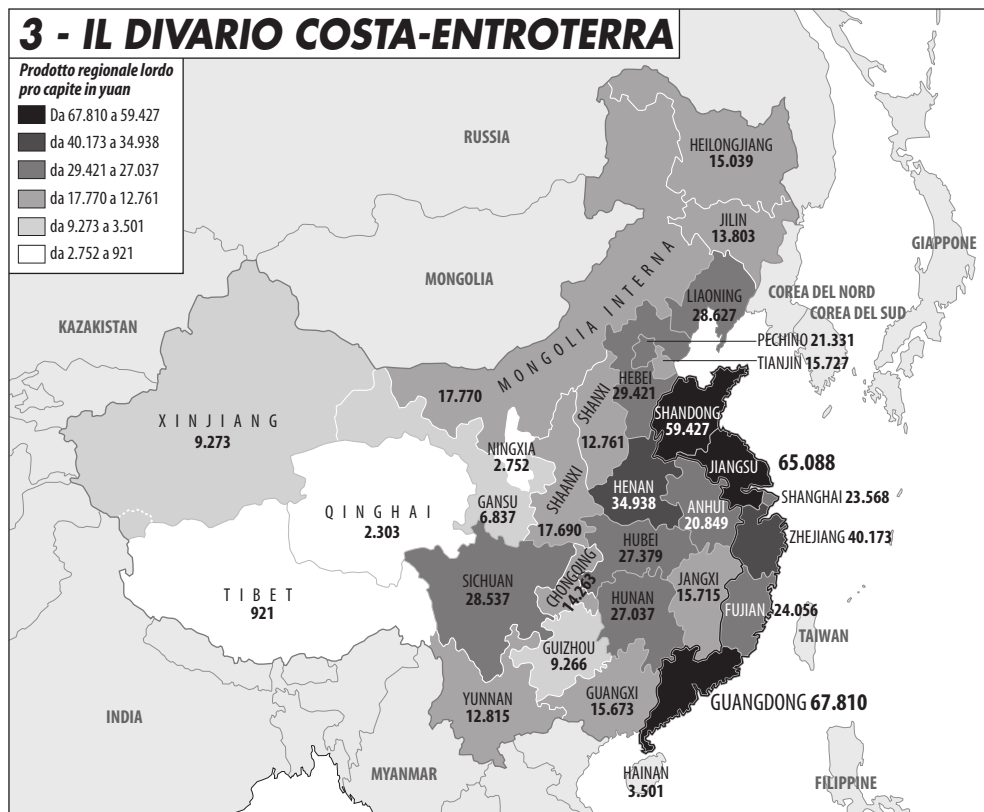 3 - IL DIVARIO COSTA-ENTROTERRA
Prodotto regionale lordo
pro capite in yuan
Da 67.810 a 59.427
da 40.173 a 34.938
da 29.421 a 27.037
da 17.770 a 12.761
da 9.273 a 3.501
da 2.752 a 921
RUSSIA
HEILONGJIANG
15.039
JILIN
13.803
GIAPPONE
MONGOLIA
MONGOLIA INTERNA
17.770
LIAONING
28.627
COREA DEL NORD
COREA DEL SUD
KAZAKISTAN
PECHINO 21.331
TIANJIN 15.727
HEBEI
29.421
SHANXI
12.761
SHANDONG
59.427
XINJIANG
9.273
NINGXIA
2.752
JIANGSU
65.088
GANSU
6.837
SHAANXI
17.690
HENAN
34.938
ANHUI
20.849
SHANGHAI 23.568
QINGHAI
2.303
HUBEI
27.379
ZHEJIANG 40.173
TIBET
921
SICHUAN
28.537
CHONGQING
14.263
HUNAN
27.037
JANGXI
15.715
FUJIAN 24.056
TAIWAN
GUIZHOU
9.266
YUNNAN
12.815
GUANGXI
15.673
GUANGDONG 67.810
INDIA
MYANMAR
HAINAN
3.501
FILIPPINE